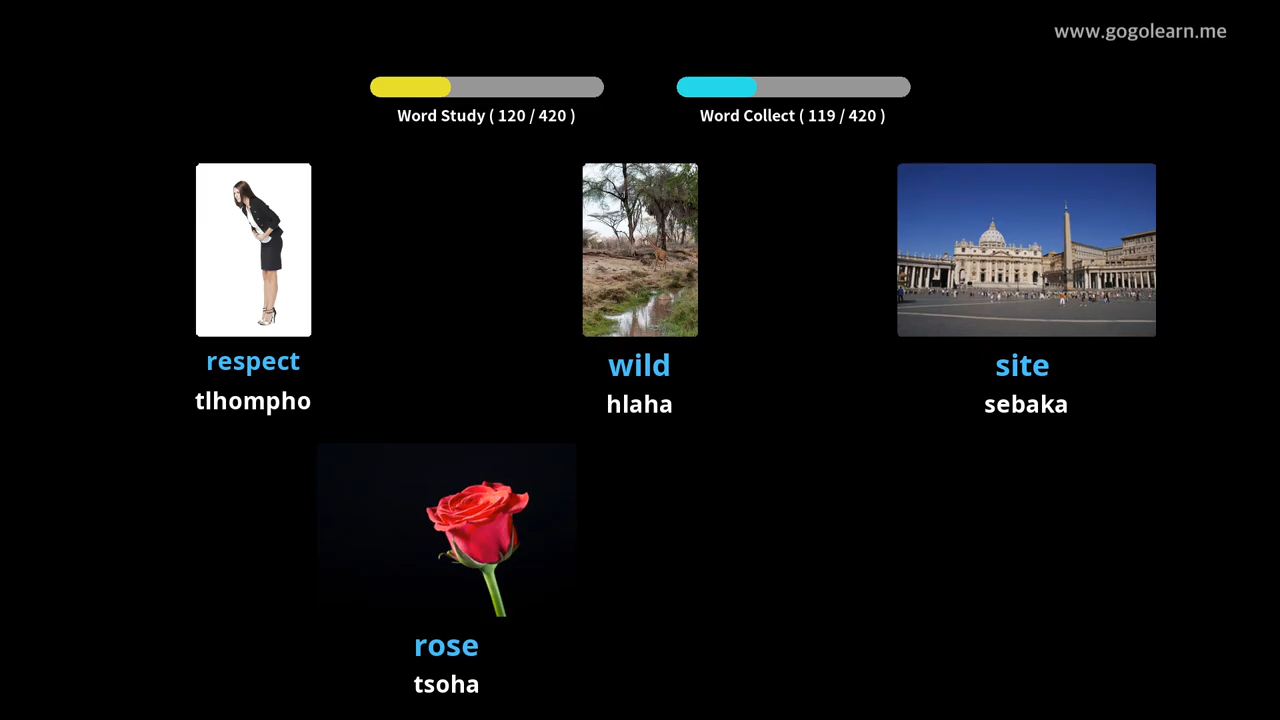 www.gogolearn.me
Word Study ( 120 / 420 )
Word Collect ( 119 / 420 )
respect
tlhompho
wild
hlaha
site
sebaka
rose
tsoha